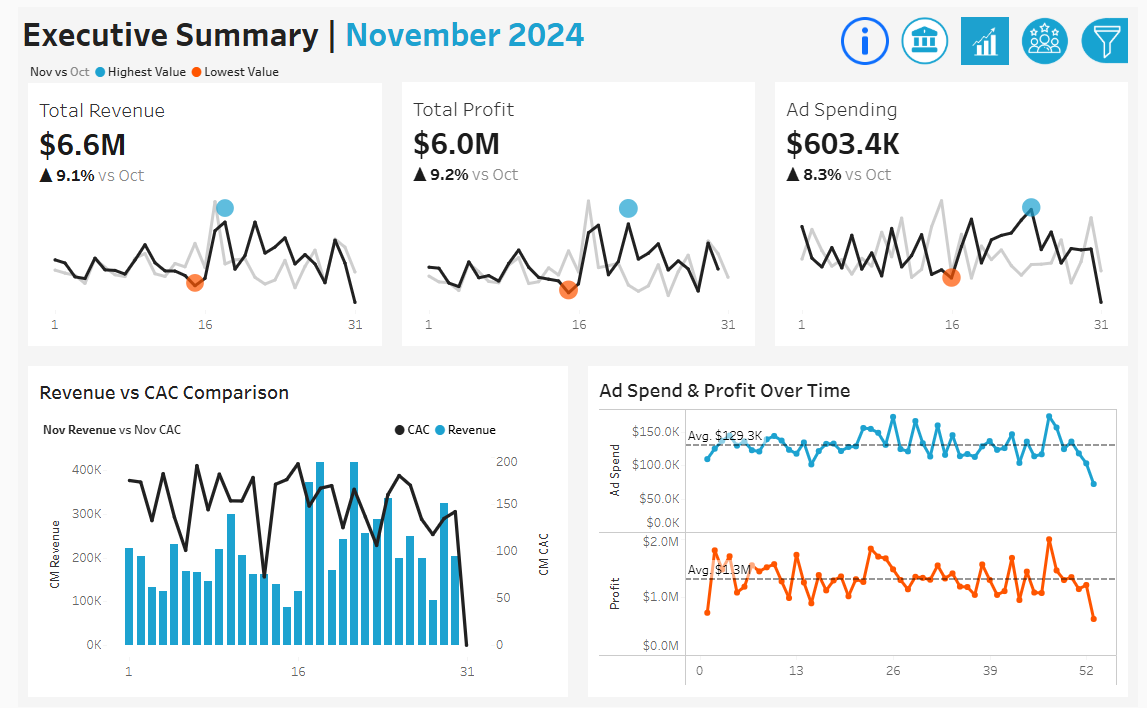 Executive Summary | November 2024
Nov vs Oct Highest Value Lowest Value
Total Revenue
$6.6M
▲ 9.1% vs Oct
1 16 31
Total Profit
$6.0M
▲ 9.2% vs Oct
1 16 31
Ad Spending
$603.4K
▲ 8.3% vs Oct
1 16 31
Revenue vs CAC Comparison
Nov Revenue vs Nov CAC
CAC Revenue
CM Revenue
400K
300K
200K
100K
0K
200
150
100
50
0
CM CAC
1 16 31
Ad Spend & Profit Over Time
Ad Spend
$150.0K
$100.0K
$50.0K
$0.0K
Avg. $129.3K
Profit
$2.0M
$1.0M
$0.0M
Avg. $1.3M
0 13 26 39 52